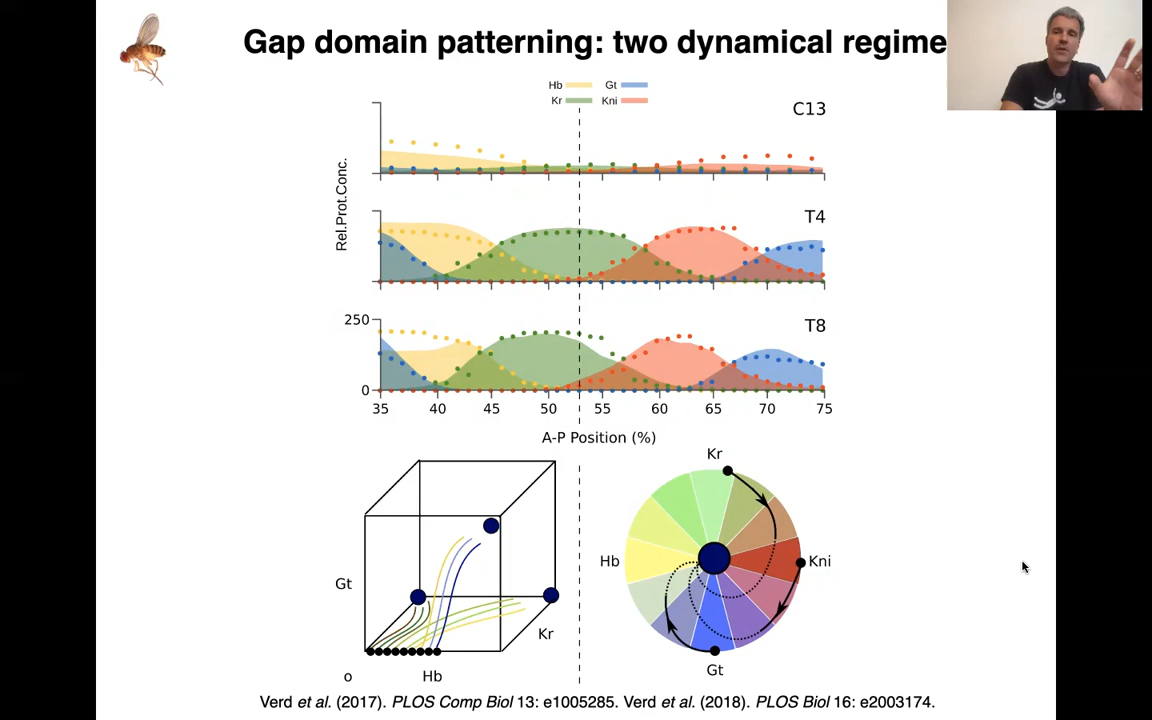 Gap domain patterning: two dynamical regime
Hb Gt
Kr Kni
C13
Rel.Prot.Conc.
T4
250
T8
0
35 40 45 50 55 60 65 70 75
A-P Position (%)
Kr
Hb
Kni
Gt
Kr
o
Hb
Gt
Verd et al. (2017). PLOS Comp Biol 13: e1005285. Verd et al. (2018). PLOS Biol 16: e2003174.